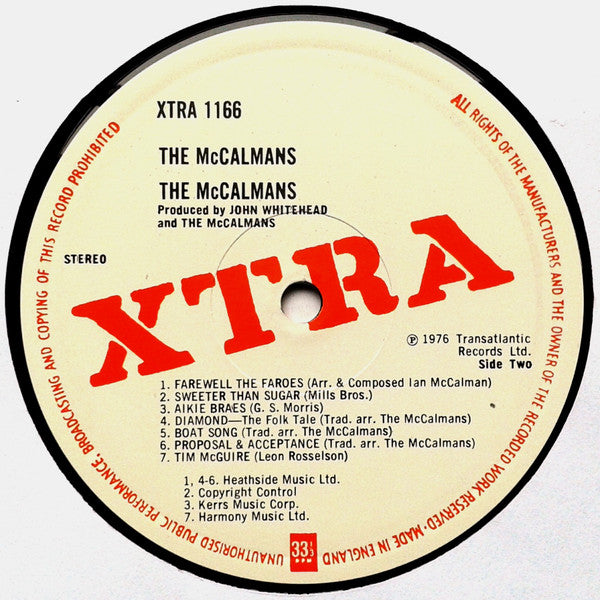 XTRA 1166
THE McCALMANS
THE McCALMANS
Produced by JOHN WHITEHEAD
and THE McCALMANS
STEREO
XTRA
℗ 1976 Transatlantic
Records Ltd.
Side Two
1. FAREWELL THE FAROES (Arr. & Composed Ian McCalman)
2. SWEETER THAN SUGAR (Mills Bros.)
3. AIKIE BRAES (G. S. Morris)
4. DIAMOND—The Folk Tale (Trad. arr. The McCalmans)
5. BOAT SONG (Trad. arr. The McCalmans)
6. PROPOSAL & ACCEPTANCE (Trad. arr. The McCalmans)
7. TIM McGUIRE (Leon Rosselson)
1, 4-6. Heathside Music Ltd.
2. Copyright Control
3. Kerrs Music Corp.
7. Harmony Music Ltd.
33⅓
RPM
ALL RIGHTS OF THE MANUFACTURERS AND THE OWNER OF THE RECORDED WORK RESERVED · MADE IN ENGLAND
UNAUTHORISED PUBLIC PERFORMANCE, BROADCASTING AND COPYING OF THIS RECORD PROHIBITED